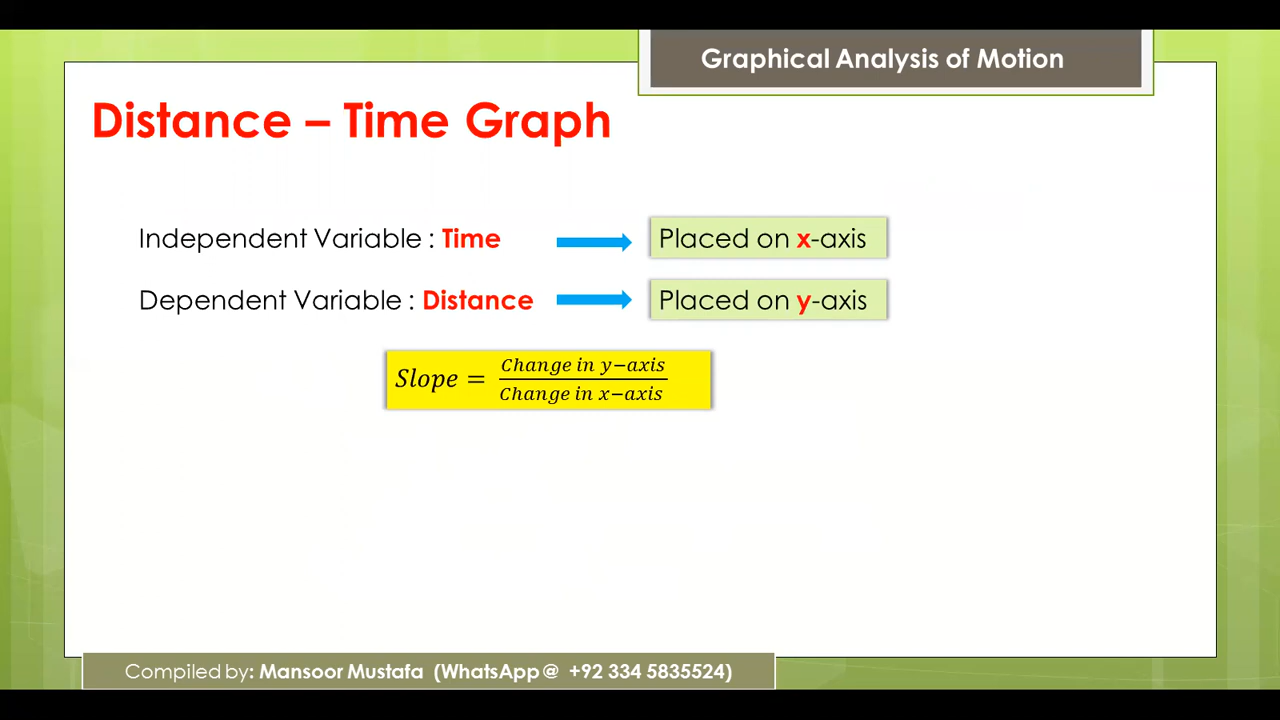 Graphical Analysis of Motion
Distance – Time Graph
Independent Variable : Time
Placed on x-axis
Dependent Variable : Distance
Placed on y-axis
Slope = Change in y−axis / Change in x−axis
Compiled by: Mansoor Mustafa (WhatsApp @ +92 334 5835524)